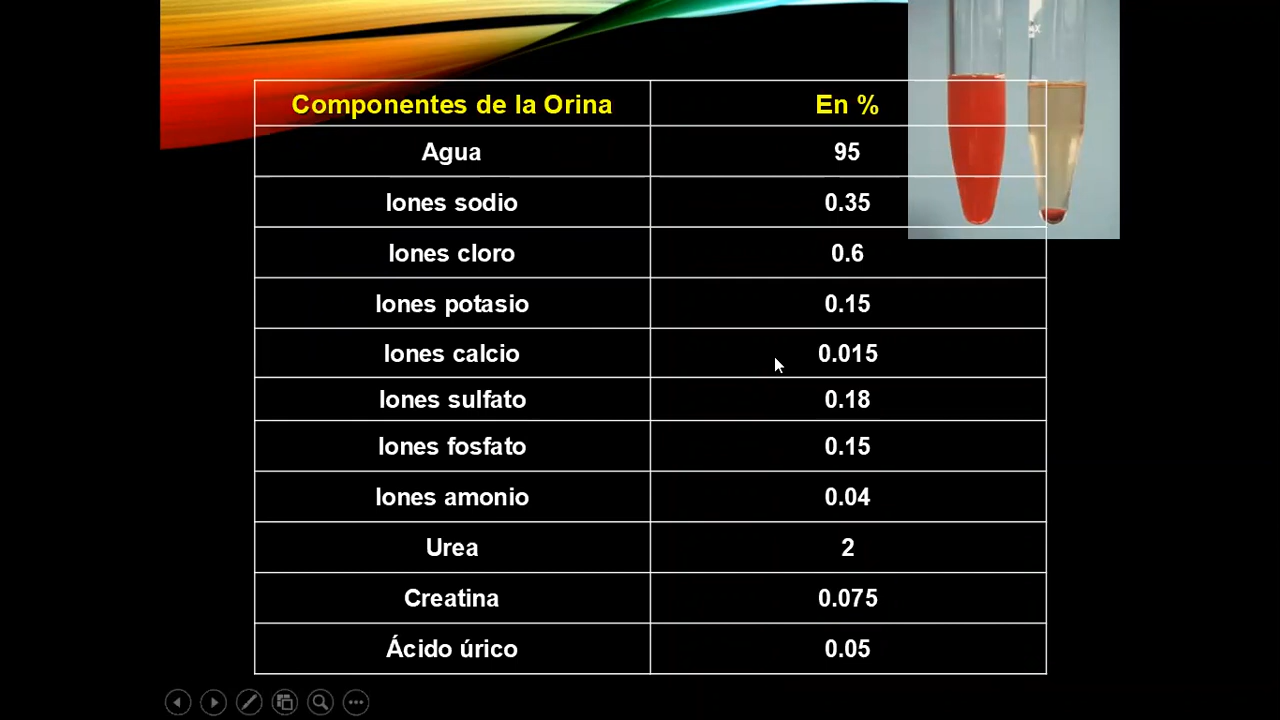 Componentes de la Orina En %
Agua 95
Iones sodio 0.35
Iones cloro 0.6
Iones potasio 0.15
Iones calcio 0.015
Iones sulfato 0.18
Iones fosfato 0.15
Iones amonio 0.04
Urea 2
Creatina 0.075
Ácido úrico 0.05